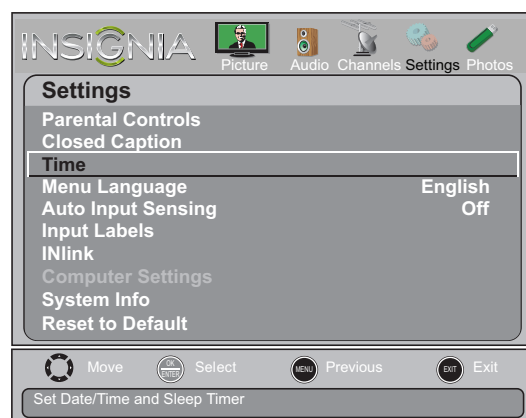 INSIGNIA
Picture Audio Channels Settings Photos
Settings
Parental Controls
Closed Caption
Time
Menu Language English
Auto Input Sensing Off
Input Labels
INlink
Computer Settings
System Info
Reset to Default
Move OK ENTER Select MENU Previous EXIT Exit
Set Date/Time and Sleep Timer